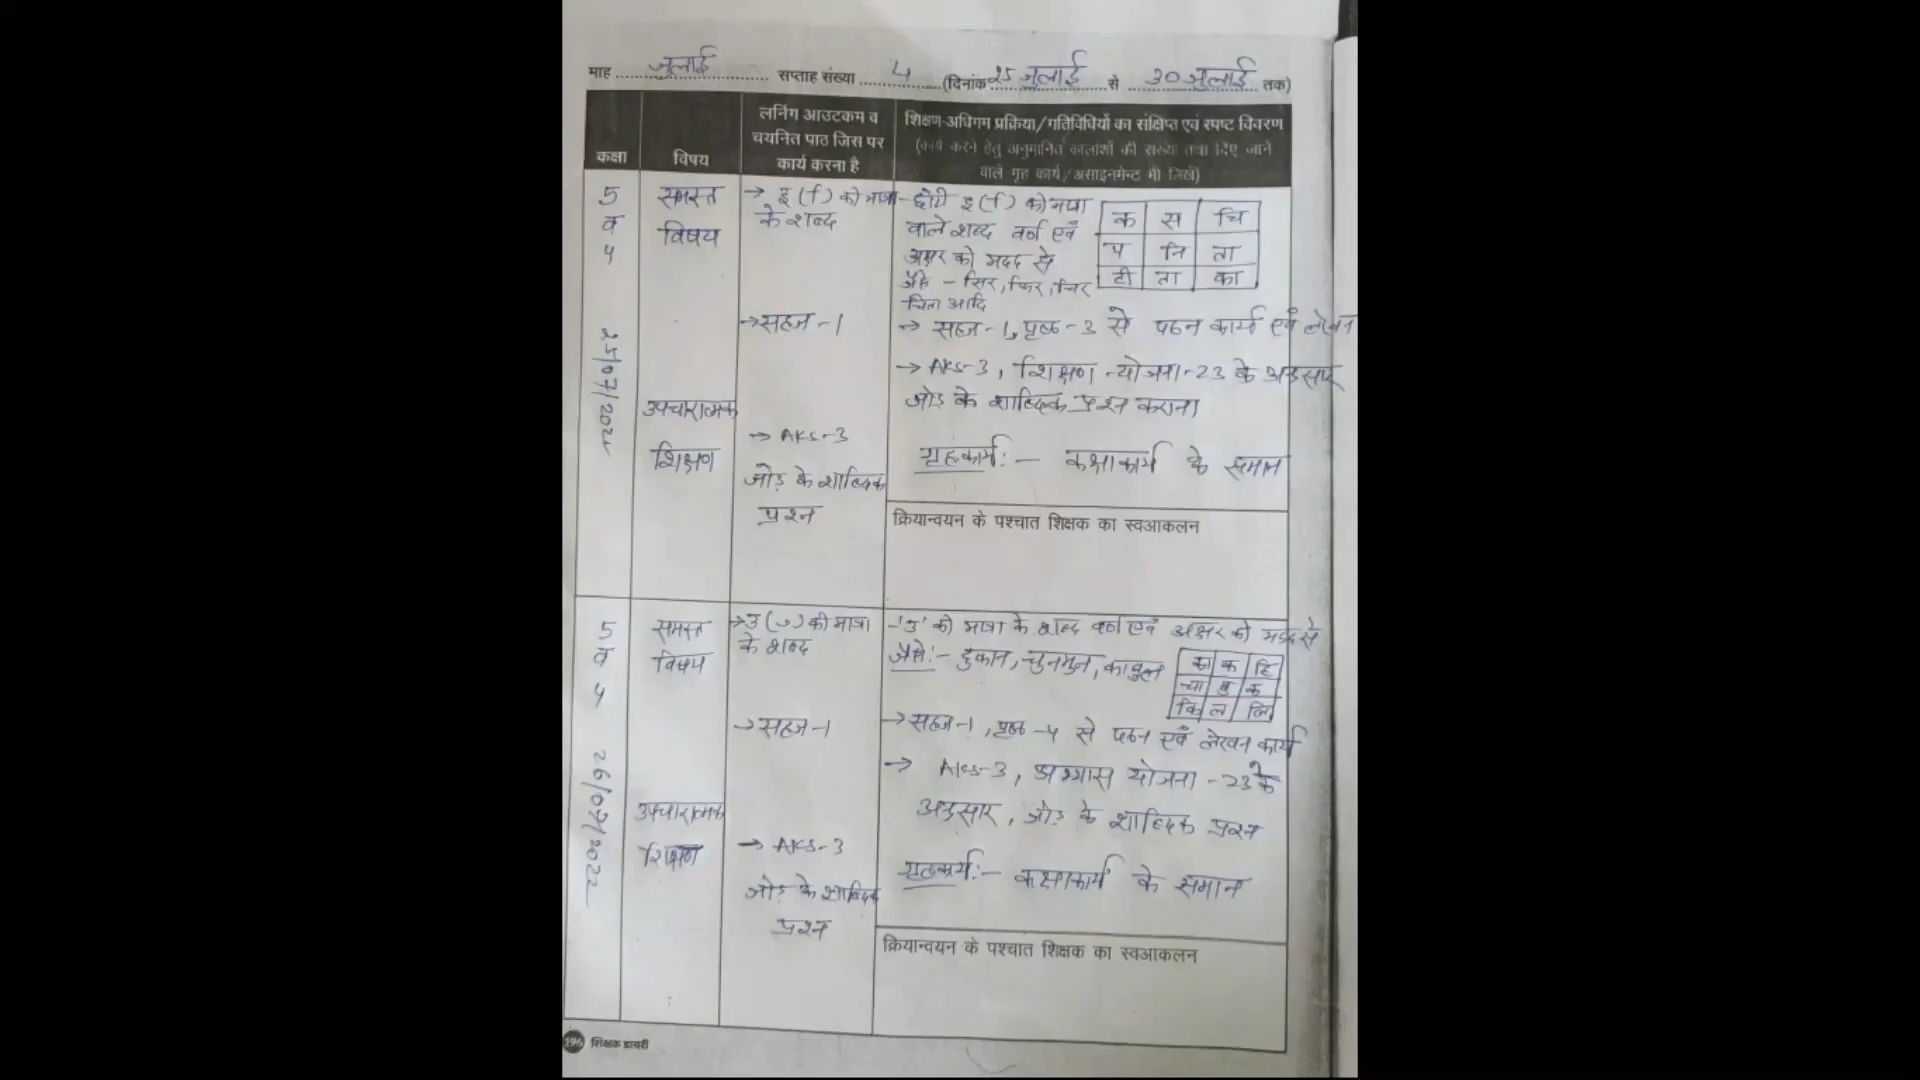 माह जुलाई सप्ताह संख्या 4 (दिनांक 25 जुलाई से 30 जुलाई तक)
कक्षा
विषय
लर्निंग आउटकम व
चयनित पाठ जिस पर
कार्य करना है
शिक्षण-अधिगम प्रक्रिया/गतिविधियों का संक्षिप्त एवं स्पष्ट विवरण
(कार्य करने हेतु अनुमानित कालांशों की संख्या तथा दिए जाने
वाले गृह कार्य/असाइनमेंट भी लिखें)
5
व
4
25/07/2022
समस्त
विषय
उपचारात्मक
शिक्षण
→ इ (ि) की मात्रा
के शब्द
→ सहज-1
→ AKS-3
जोड़ के शाब्दिक
प्रश्न
- छोटी इ (ि) की मात्रा
वाले शब्द वर्ग एवं
अक्षर की मदद से
जैसे - सिर, फिर, चिर
चिता आदि
क स चि
प नि ता
टी ता का
→ सहज-1, पृष्ठ-3 से पठन कार्य एवं लेखन
→ AKS-3, शिक्षण-योजना-23 के अनुसार
जोड़ के शाब्दिक प्रश्न कराना
गृहकार्य:- कक्षाकार्य के समान
क्रियान्वयन के पश्चात शिक्षक का स्वआकलन
5
व
4
26/07/2022
समस्त
विषय
उपचारात्मक
शिक्षण
→ उ (ु) की मात्रा
के शब्द
→ सहज-1
→ AKS-3
जोड़ के शाब्दिक
प्रश्न
- 'उ' की मात्रा के शब्द वर्ग एवं अक्षर की मदद से
जैसे:- दुकान, चुनमुन, काबुल
का क हि
चा बु क
कि ल लि
→ सहज-1, पृष्ठ-4 से पठन एवं लेखन कार्य
→ AKS-3, अभ्यास योजना-23 के
अनुसार, जोड़ के शाब्दिक प्रश्न
गृहकार्य:- कक्षाकार्य के समान
क्रियान्वयन के पश्चात शिक्षक का स्वआकलन
196 शिक्षक डायरी